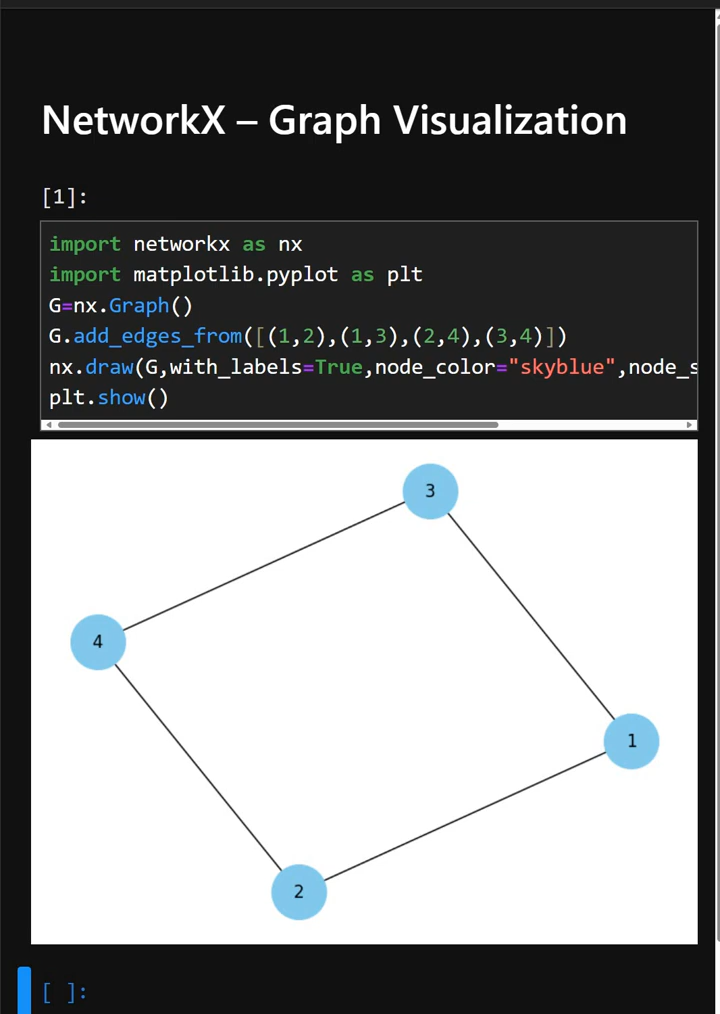 NetworkX – Graph Visualization
[1]:
import networkx as nx
import matplotlib.pyplot as plt
G=nx.Graph()
G.add_edges_from([(1,2),(1,3),(2,4),(3,4)])
nx.draw(G,with_labels=True,node_color="skyblue",node_s
plt.show()
3
4
1
2
[ ]: